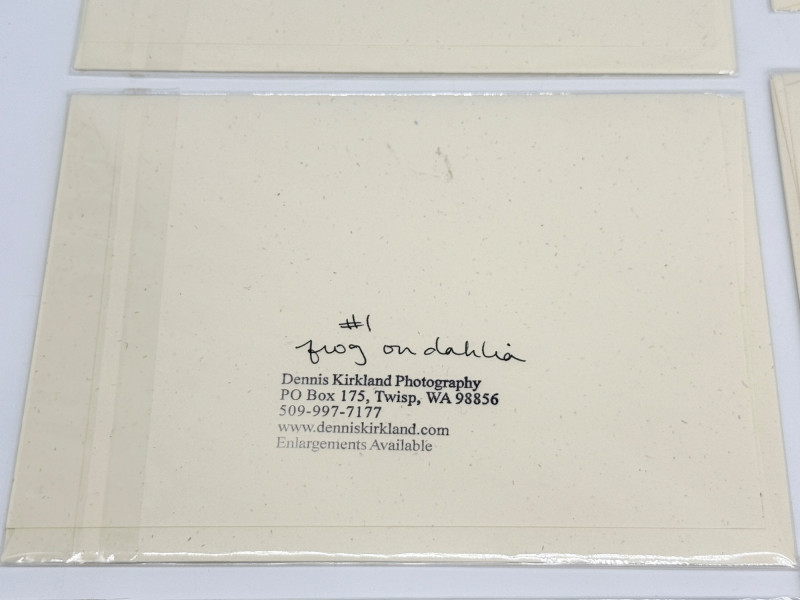 #1
frog on dahlia
Dennis Kirkland Photography
PO Box 175, Twisp, WA 98856
509-997-7177
www.denniskirkland.com
Enlargements Available